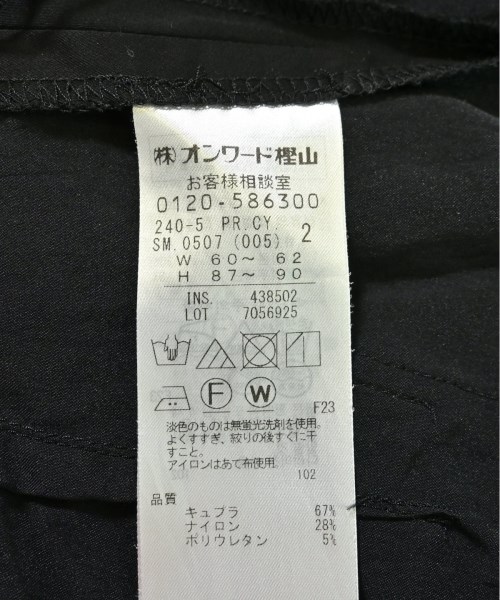 ㈱オンワード樫山
お客様相談室
0120-586300
240-5 PR.CY. 2
SM.0507 (005)
W 60～ 62
H 87～ 90
INS. 438502
LOT 7056925
F W F23
淡色のものは無蛍光洗剤を使用。
よくすすぎ、絞りの後すぐに干
すこと。
アイロンはあて布使用。
102
品質
キュプラ 67%
ナイロン 28%
ポリウレタン 5%